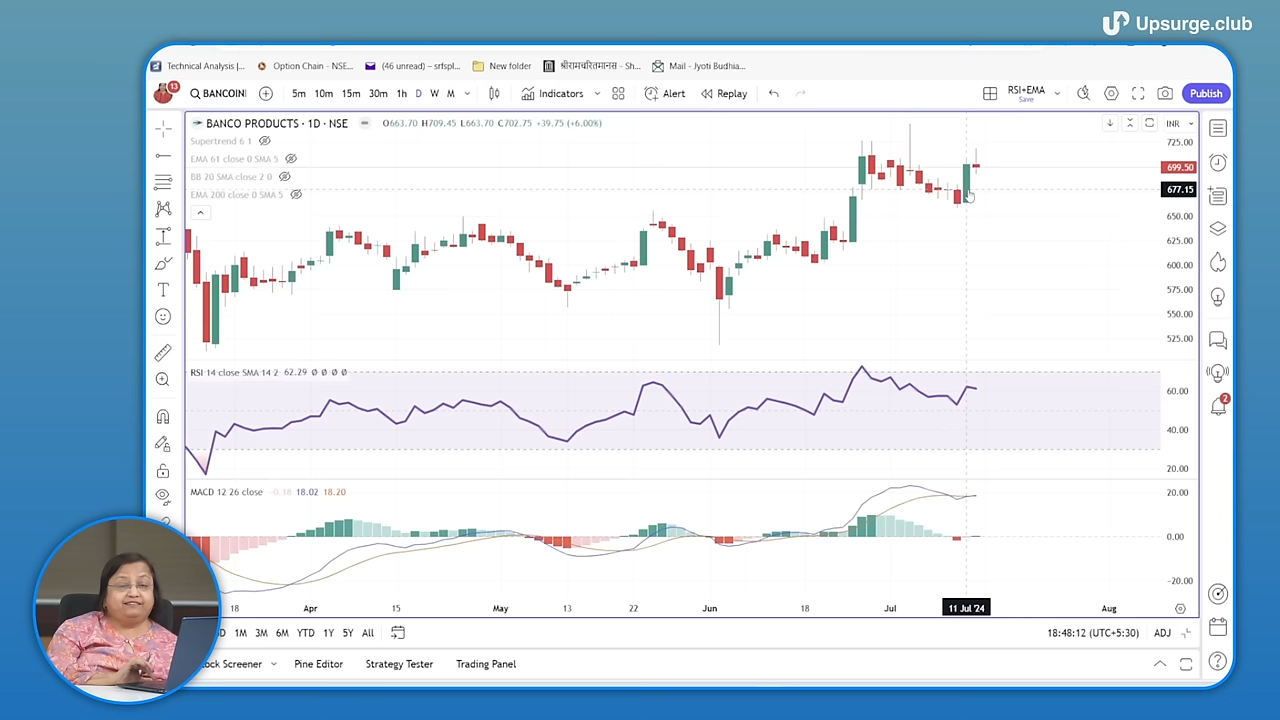 Upsurge.club
Technical Analysis |... Option Chain - NSE... (46 unread) – srfspl... New folder श्रीरामचरितमानस - Sh... Mail - Jyoti Budhia...
13 BANCOIN 5m 10m 15m 30m 1h D W M Indicators Alert Replay RSI+EMA Save Publish
BANCO PRODUCTS · 1D · NSE O663.70 H709.45 L663.70 C702.75 +39.75 (+6.00%) INR
Supertrend 6 1
EMA 61 close 0 SMA 5
BB 20 SMA close 2 0
EMA 200 close 0 SMA 5
725.00
699.50
677.15
650.00
625.00
600.00
575.00
550.00
525.00
RSI 14 close SMA 14 2 62.29 Ø Ø Ø Ø
60.00
40.00
20.00
MACD 12 26 close -0.18 18.02 18.20
20.00
0.00
-20.00
2
18 Apr 15 May 13 22 Jun 18 Jul 11 Jul '24 Aug
1M 3M 6M YTD 1Y 5Y All 18:48:12 (UTC+5:30) ADJ
Screener Pine Editor Strategy Tester Trading Panel